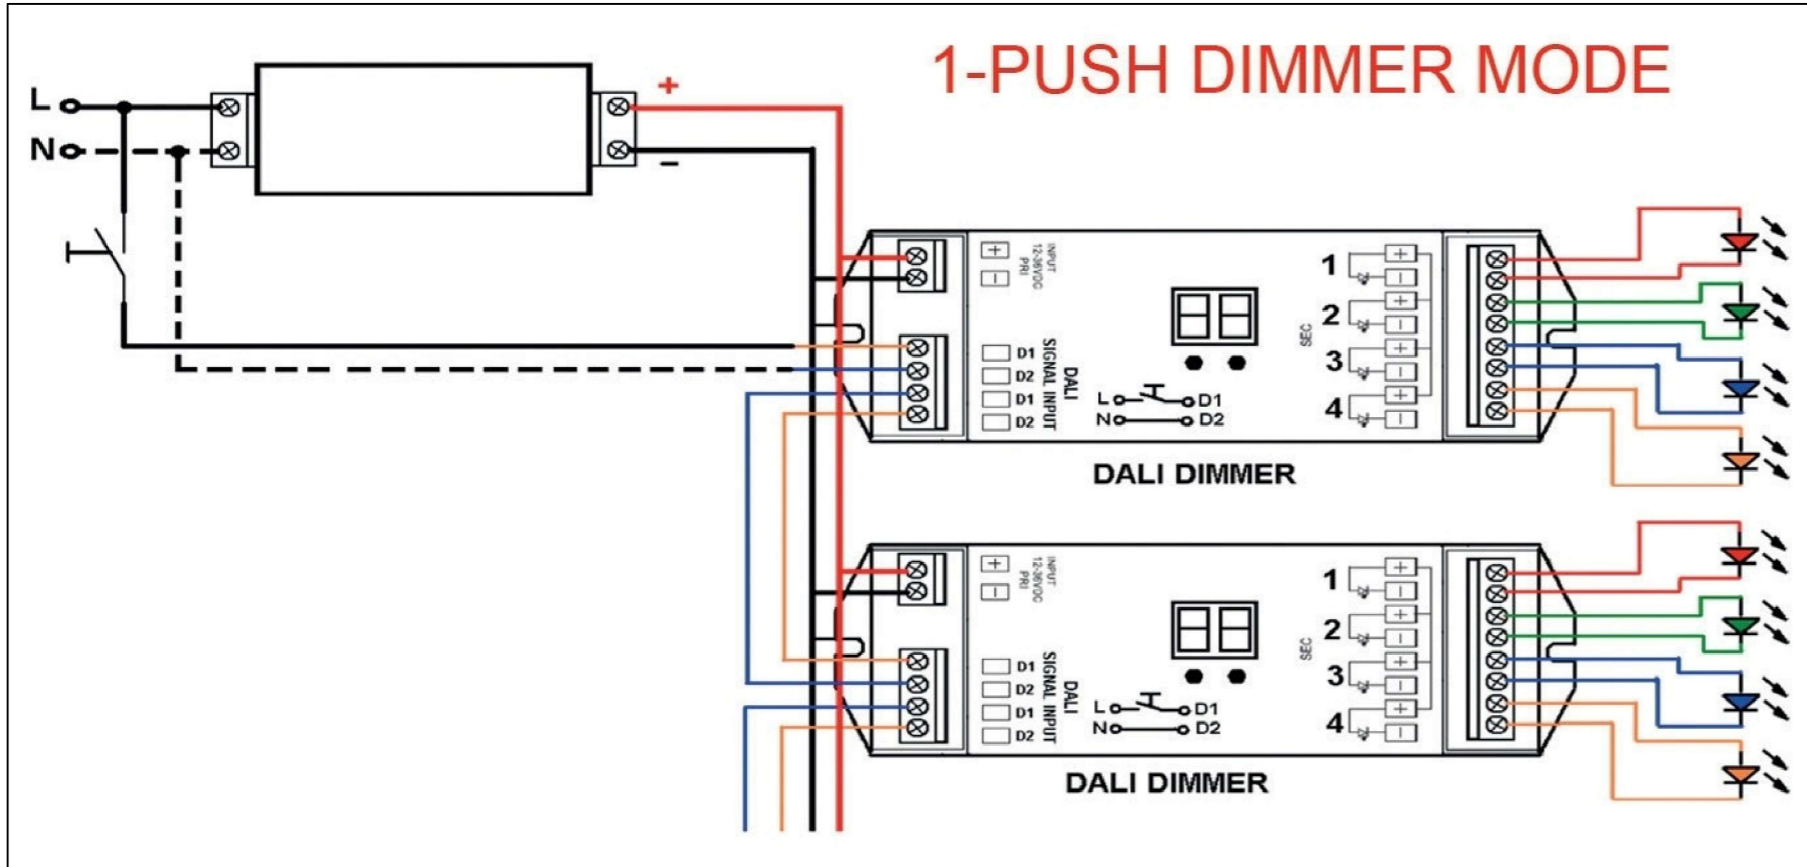 1-PUSH DIMMER MODE
L
N
+
−
+
−
INPUT
12-36VDC
PRI
D1
D2
D1
D2
SIGNAL INPUT
DALI
L D1
N D2
SEC
1 +
−
2 +
−
3 +
−
4 +
−
DALI DIMMER
+
−
INPUT
12-36VDC
PRI
D1
D2
D1
D2
SIGNAL INPUT
DALI
L D1
N D2
SEC
1 +
−
2 +
−
3 +
−
4 +
−
DALI DIMMER